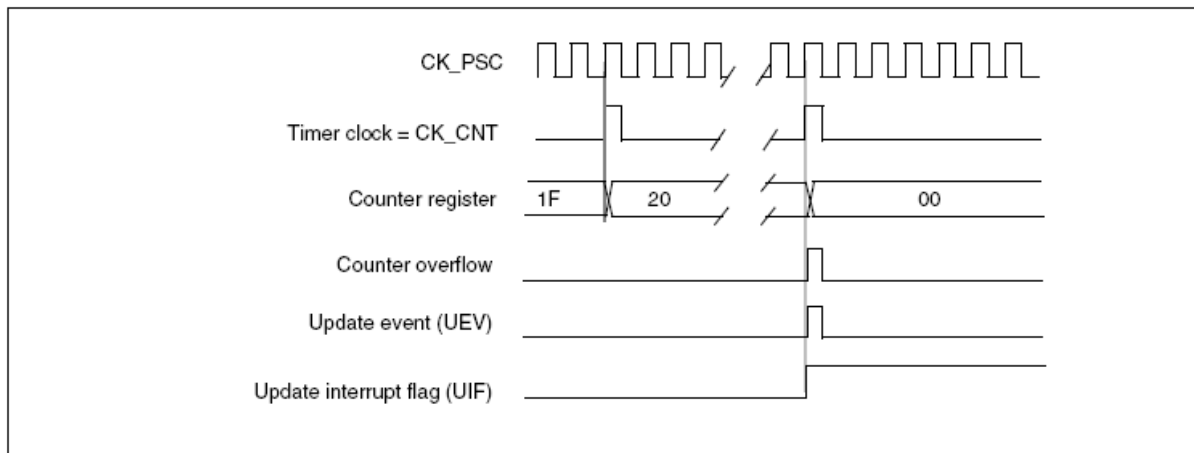 CK_PSC
Timer clock = CK_CNT
Counter register
1F
20
00
Counter overflow
Update event (UEV)
Update interrupt flag (UIF)